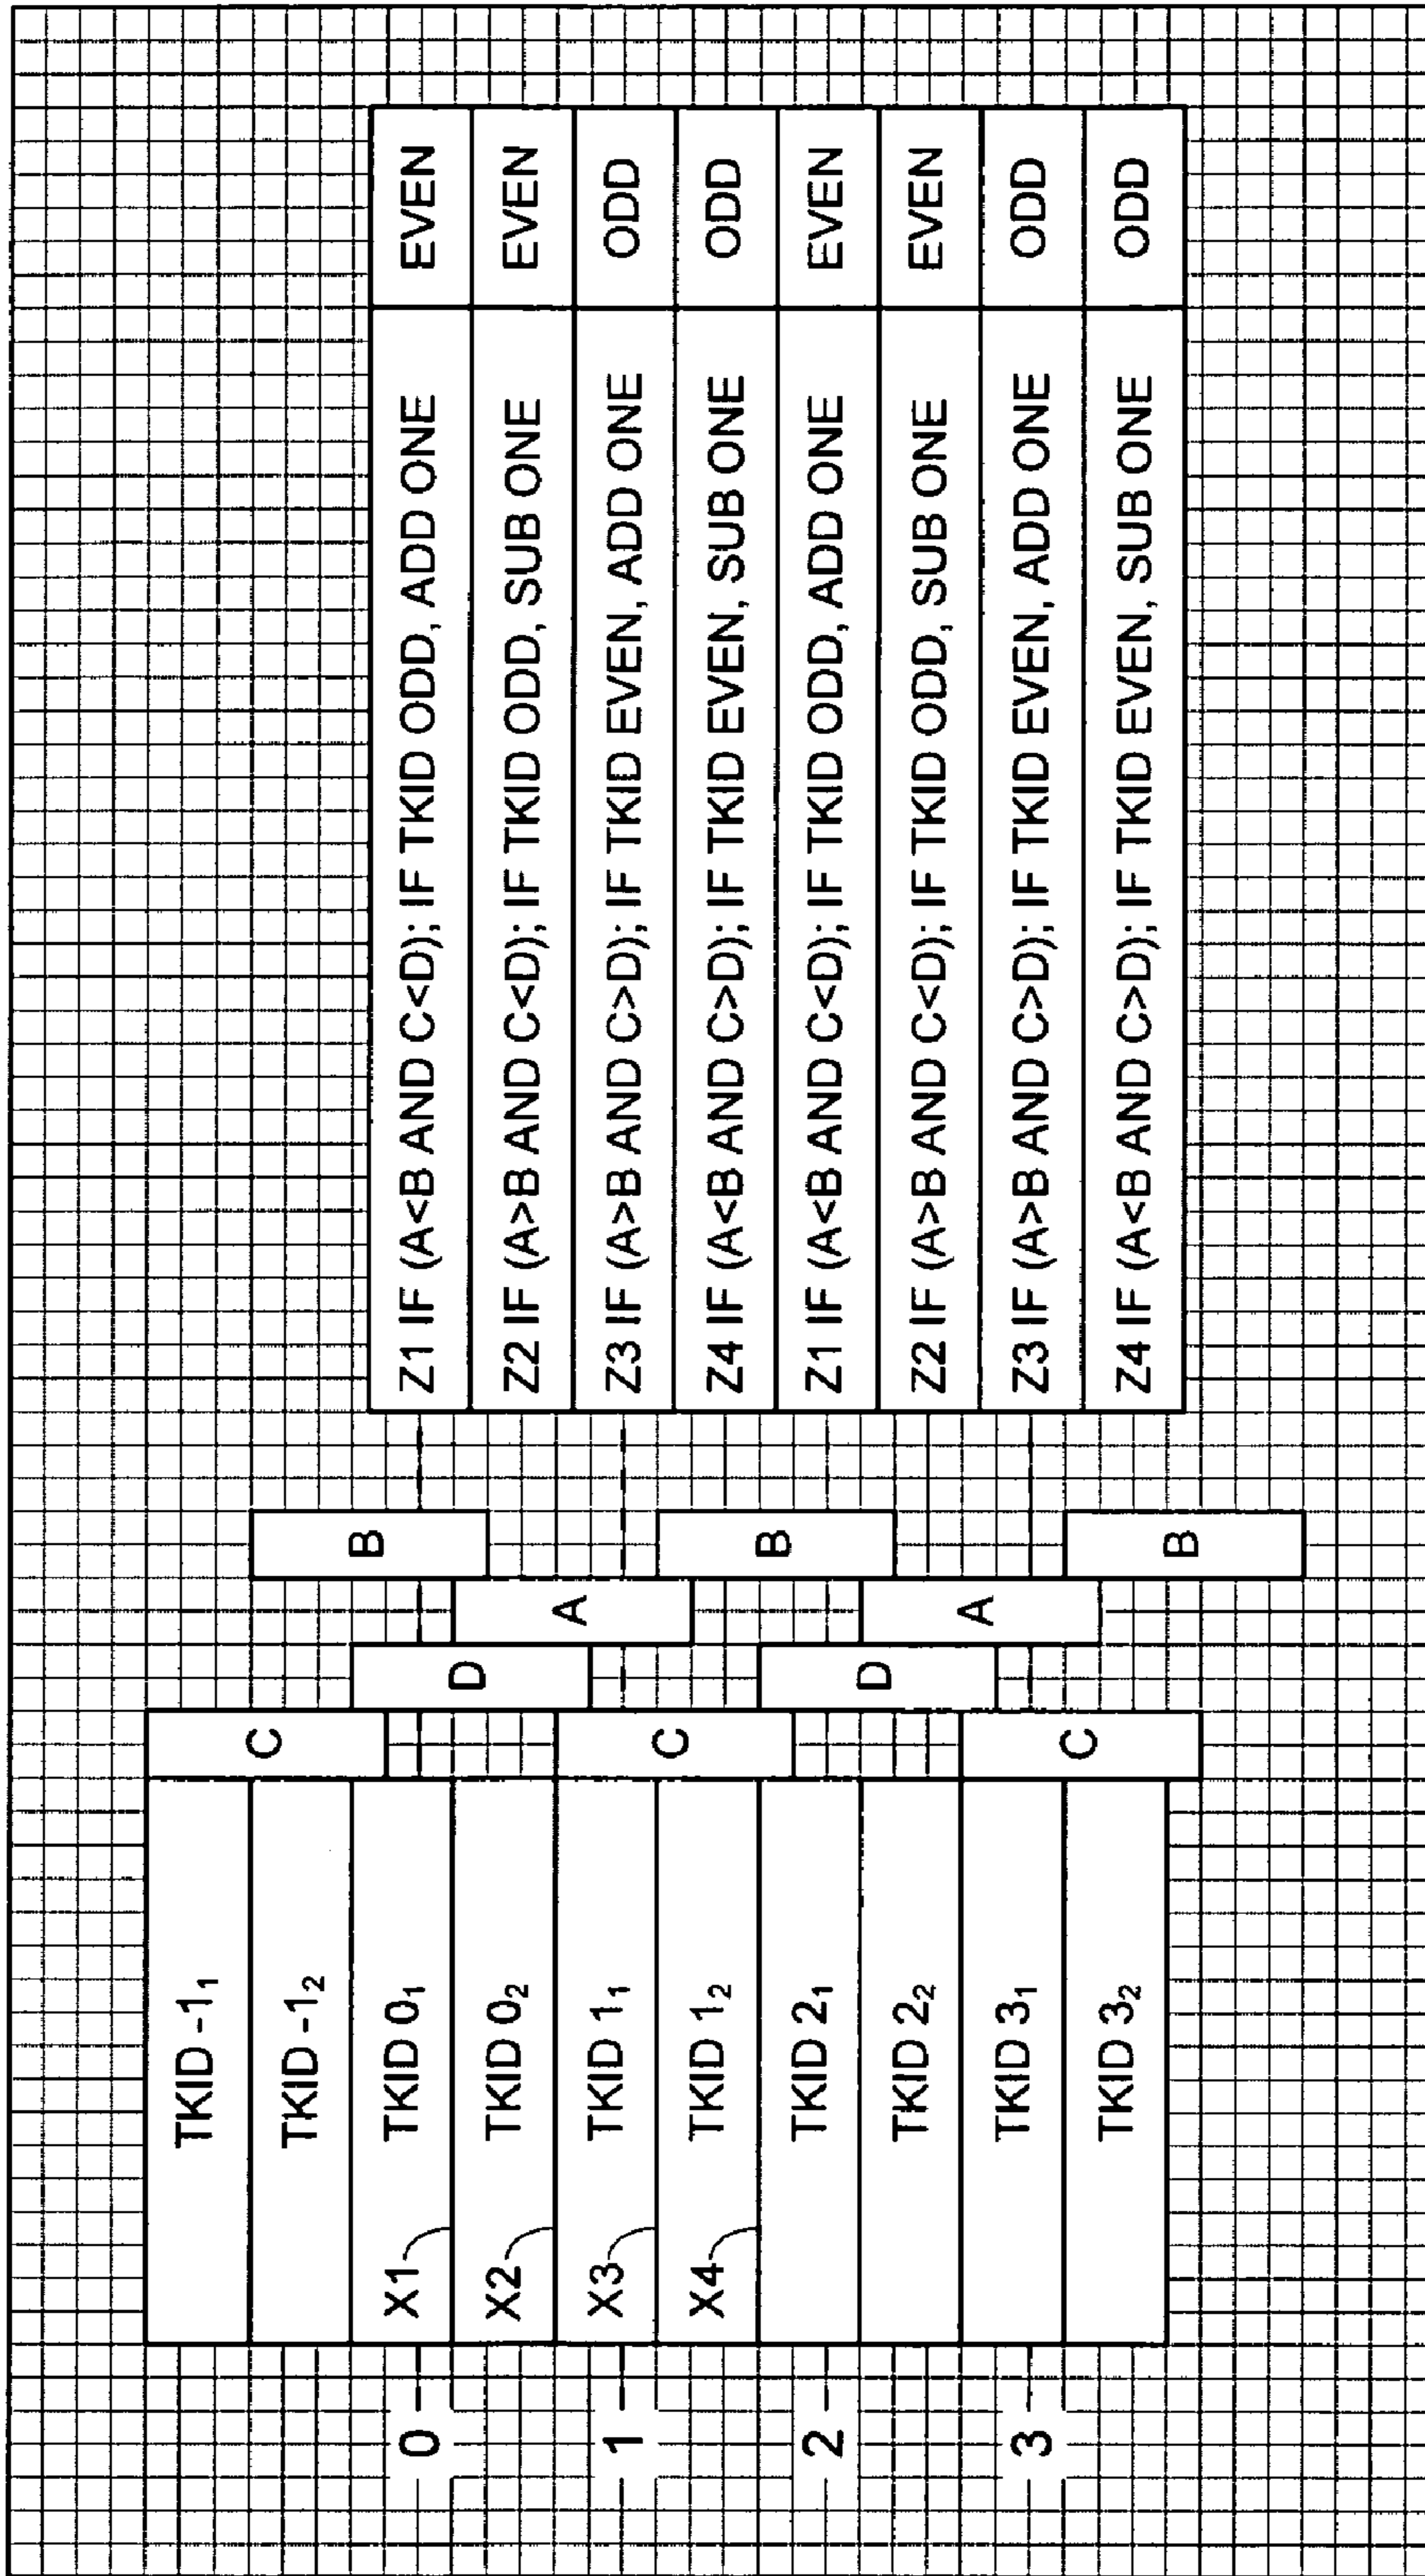 TKID -1₁
TKID -1₂
0 X1 TKID 0₁
X2 TKID 0₂
1 X3 TKID 1₁
X4 TKID 1₂
2 TKID 2₁
TKID 2₂
3 TKID 3₁
TKID 3₂
C
C
C
D
D
A
A
B
B
B
Z1 IF (A<B AND C<D); IF TKID ODD, ADD ONE EVEN
Z2 IF (A>B AND C<D); IF TKID ODD, SUB ONE EVEN
Z3 IF (A>B AND C>D); IF TKID EVEN, ADD ONE ODD
Z4 IF (A<B AND C>D); IF TKID EVEN, SUB ONE ODD
Z1 IF (A<B AND C<D); IF TKID ODD, ADD ONE EVEN
Z2 IF (A>B AND C<D); IF TKID ODD, SUB ONE EVEN
Z3 IF (A>B AND C>D); IF TKID EVEN, ADD ONE ODD
Z4 IF (A<B AND C>D); IF TKID EVEN, SUB ONE ODD